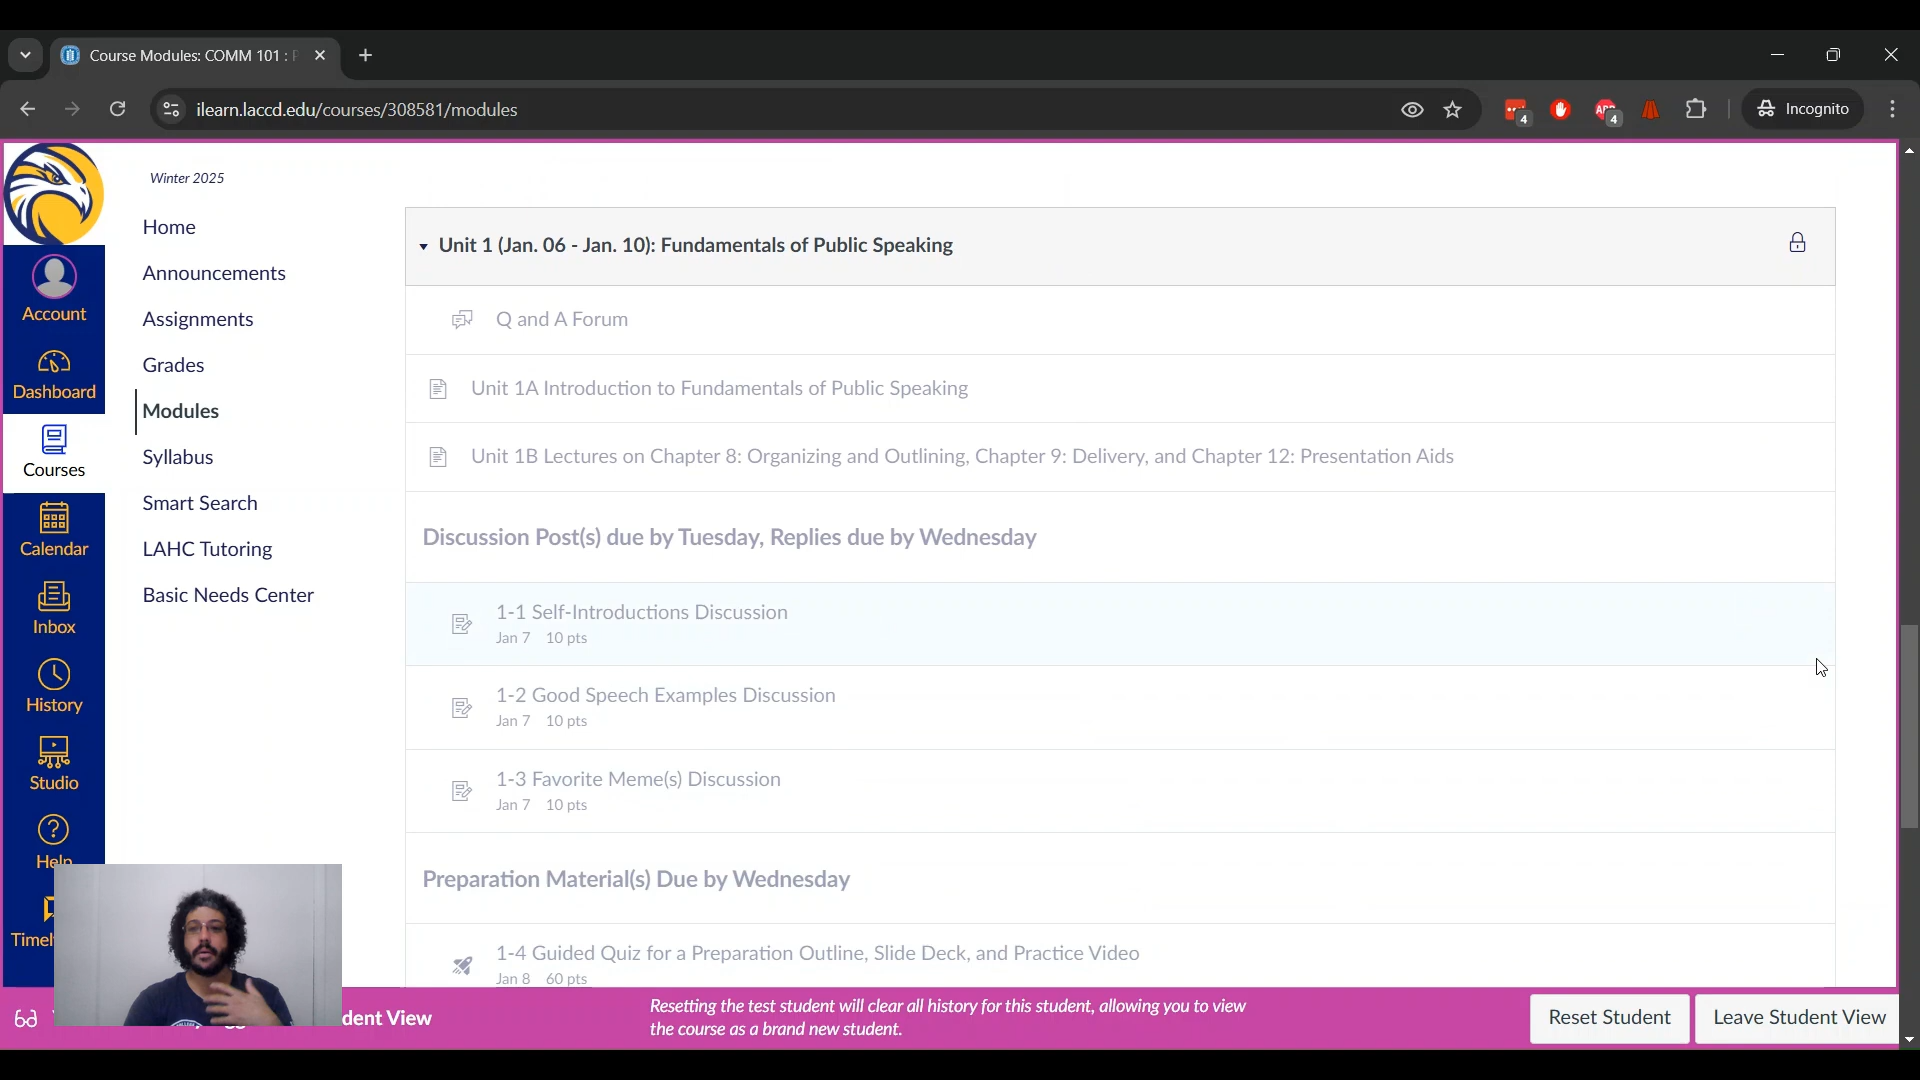 Course Modules: COMM 101 :
ilearn.laccd.edu/courses/308581/modules
4
4
Incognito
Winter 2025
Home
Announcements
Assignments
Grades
Modules
Syllabus
Smart Search
LAHC Tutoring
Basic Needs Center
Account
Dashboard
Courses
Calendar
Inbox
History
Studio
Help
Unit 1 (Jan. 06 - Jan. 10): Fundamentals of Public Speaking
Q and A Forum
Unit 1A Introduction to Fundamentals of Public Speaking
Unit 1B Lectures on Chapter 8: Organizing and Outlining, Chapter 9: Delivery, and Chapter 12: Presentation Aids
Discussion Post(s) due by Tuesday, Replies due by Wednesday
1-1 Self-Introductions Discussion
Jan 7 10 pts
1-2 Good Speech Examples Discussion
Jan 7 10 pts
1-3 Favorite Meme(s) Discussion
Jan 7 10 pts
Preparation Material(s) Due by Wednesday
1-4 Guided Quiz for a Preparation Outline, Slide Deck, and Practice Video
Jan 8 60 pts
dent View
Resetting the test student will clear all history for this student, allowing you to view
the course as a brand new student.
Reset Student
Leave Student View